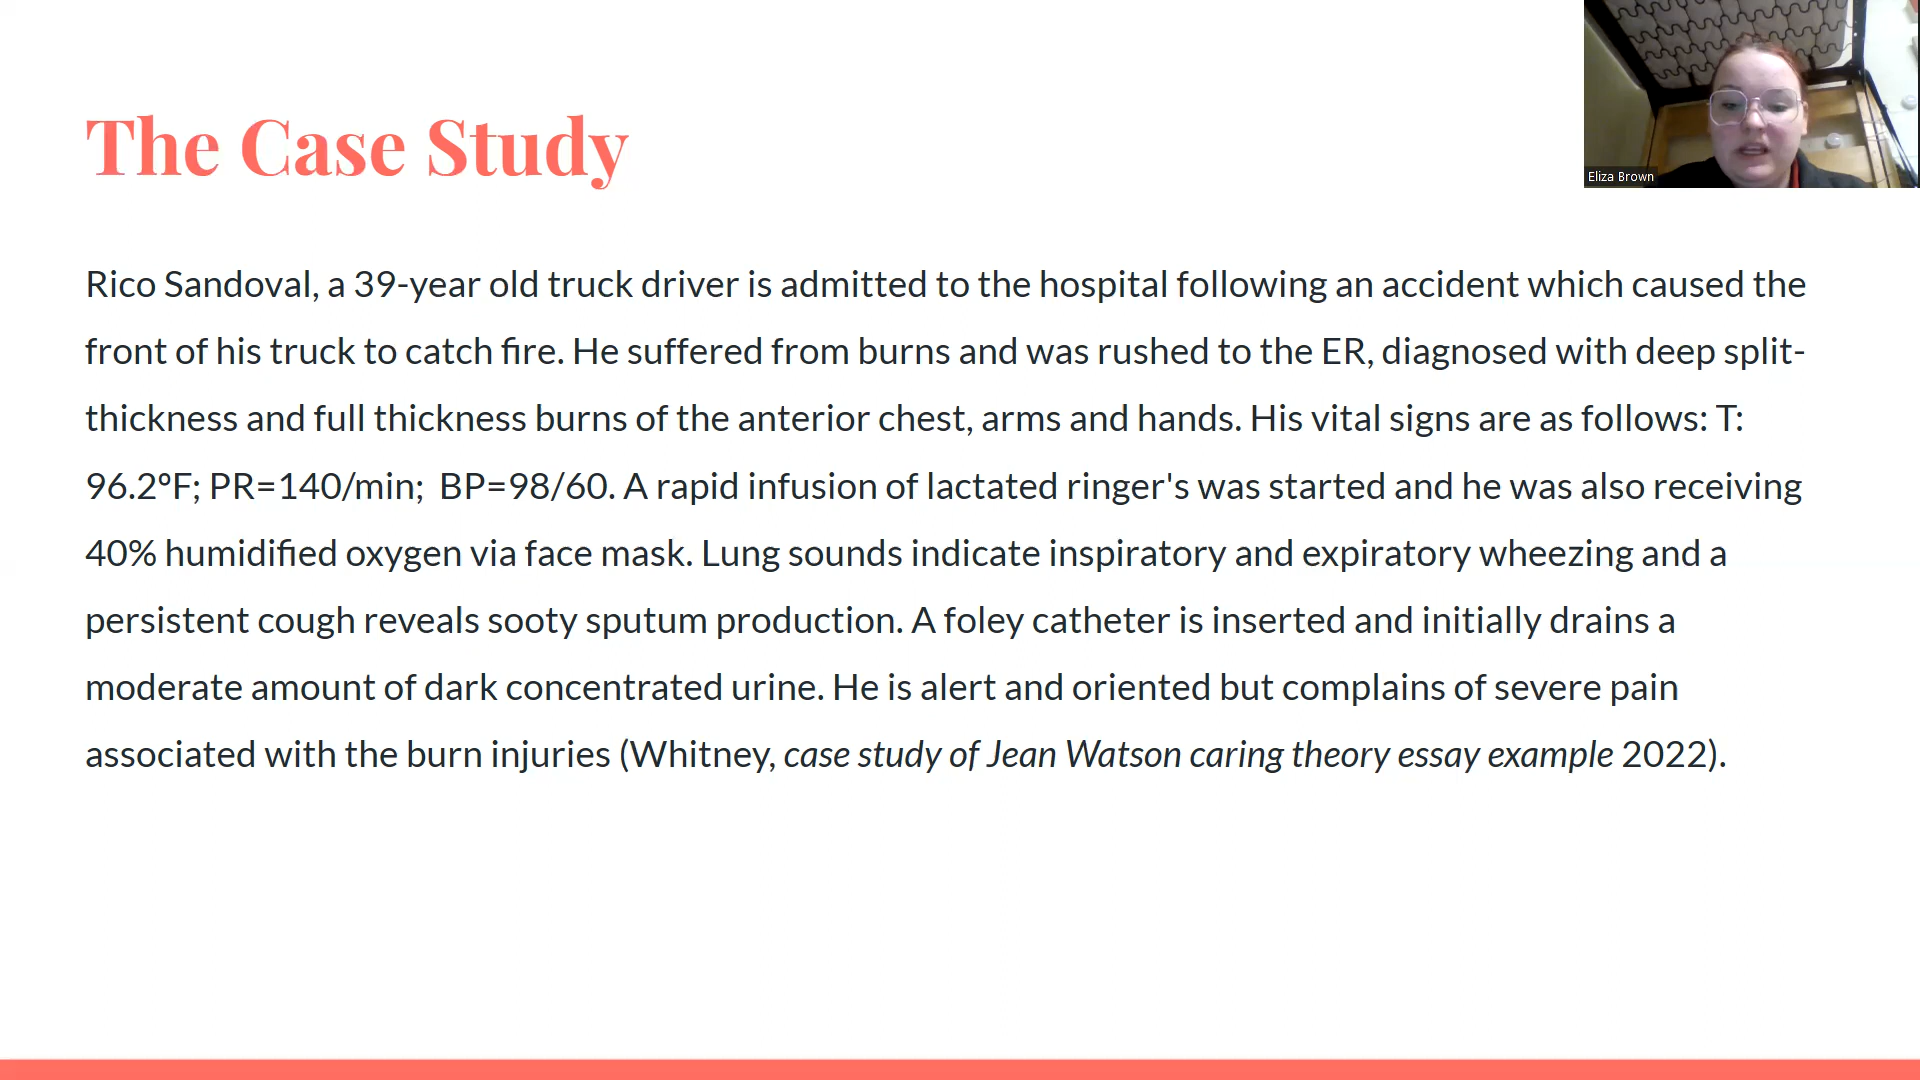 The Case Study
Eliza Brown
Rico Sandoval, a 39-year old truck driver is admitted to the hospital following an accident which caused the
front of his truck to catch fire. He suffered from burns and was rushed to the ER, diagnosed with deep split-
thickness and full thickness burns of the anterior chest, arms and hands. His vital signs are as follows: T:
96.2°F; PR=140/min;  BP=98/60. A rapid infusion of lactated ringer's was started and he was also receiving
40% humidified oxygen via face mask. Lung sounds indicate inspiratory and expiratory wheezing and a
persistent cough reveals sooty sputum production. A foley catheter is inserted and initially drains a
moderate amount of dark concentrated urine. He is alert and oriented but complains of severe pain
associated with the burn injuries (Whitney, case study of Jean Watson caring theory essay example 2022).